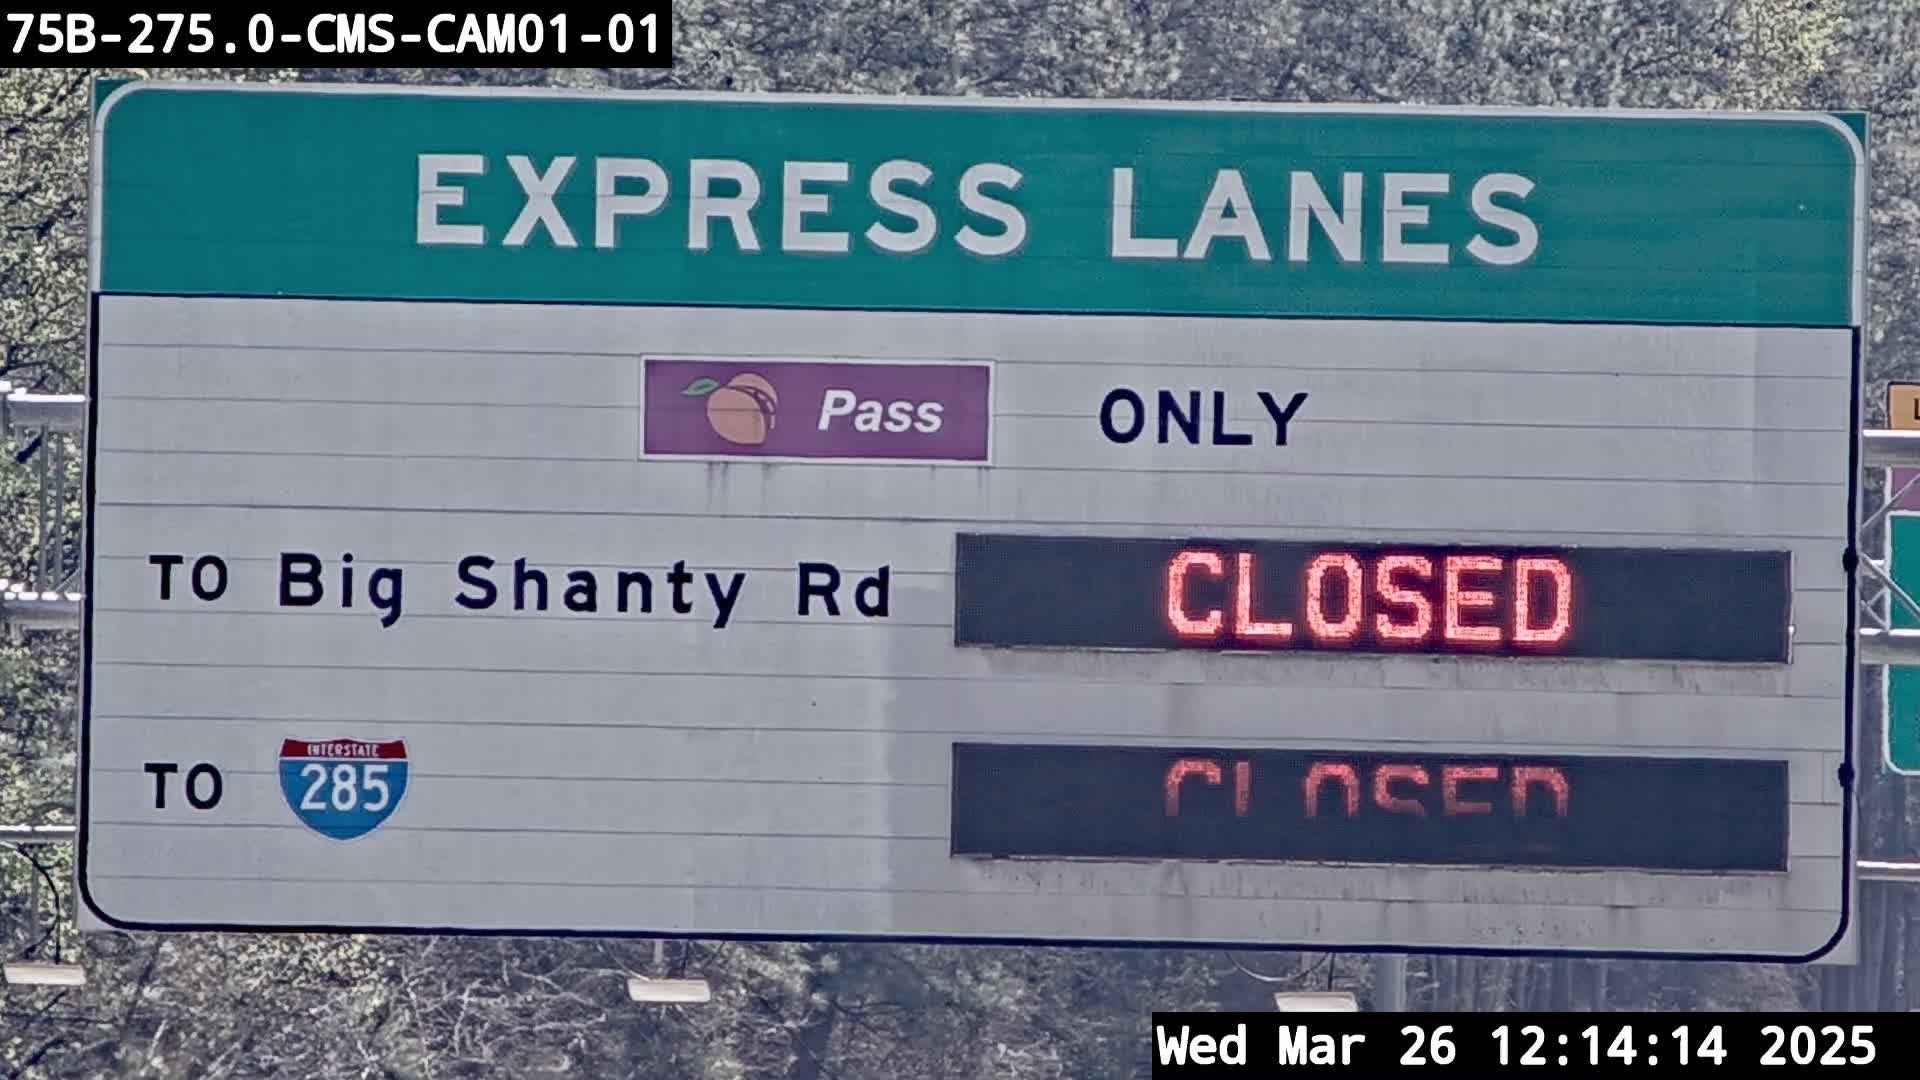 75B-275.0-CMS-CAM01-01
EXPRESS LANES
Pass ONLY
TO Big Shanty Rd CLOSED
TO INTERSTATE 285 CLOSED
Wed Mar 26 12:14:14 2025